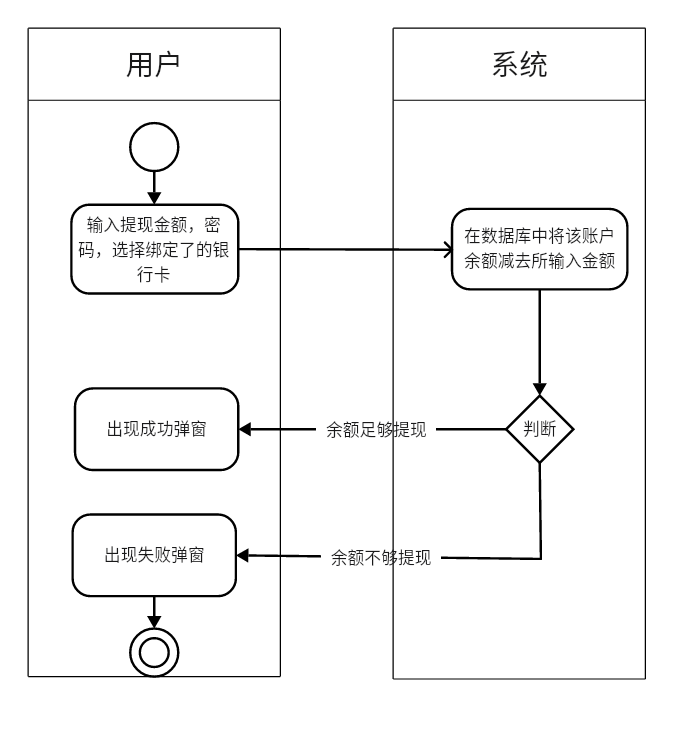 用户
系统
输入提现金额，密
码，选择绑定了的银
行卡
在数据库中将该账户
余额减去所输入金额
出现成功弹窗
余额足够提现
判断
出现失败弹窗
余额不够提现